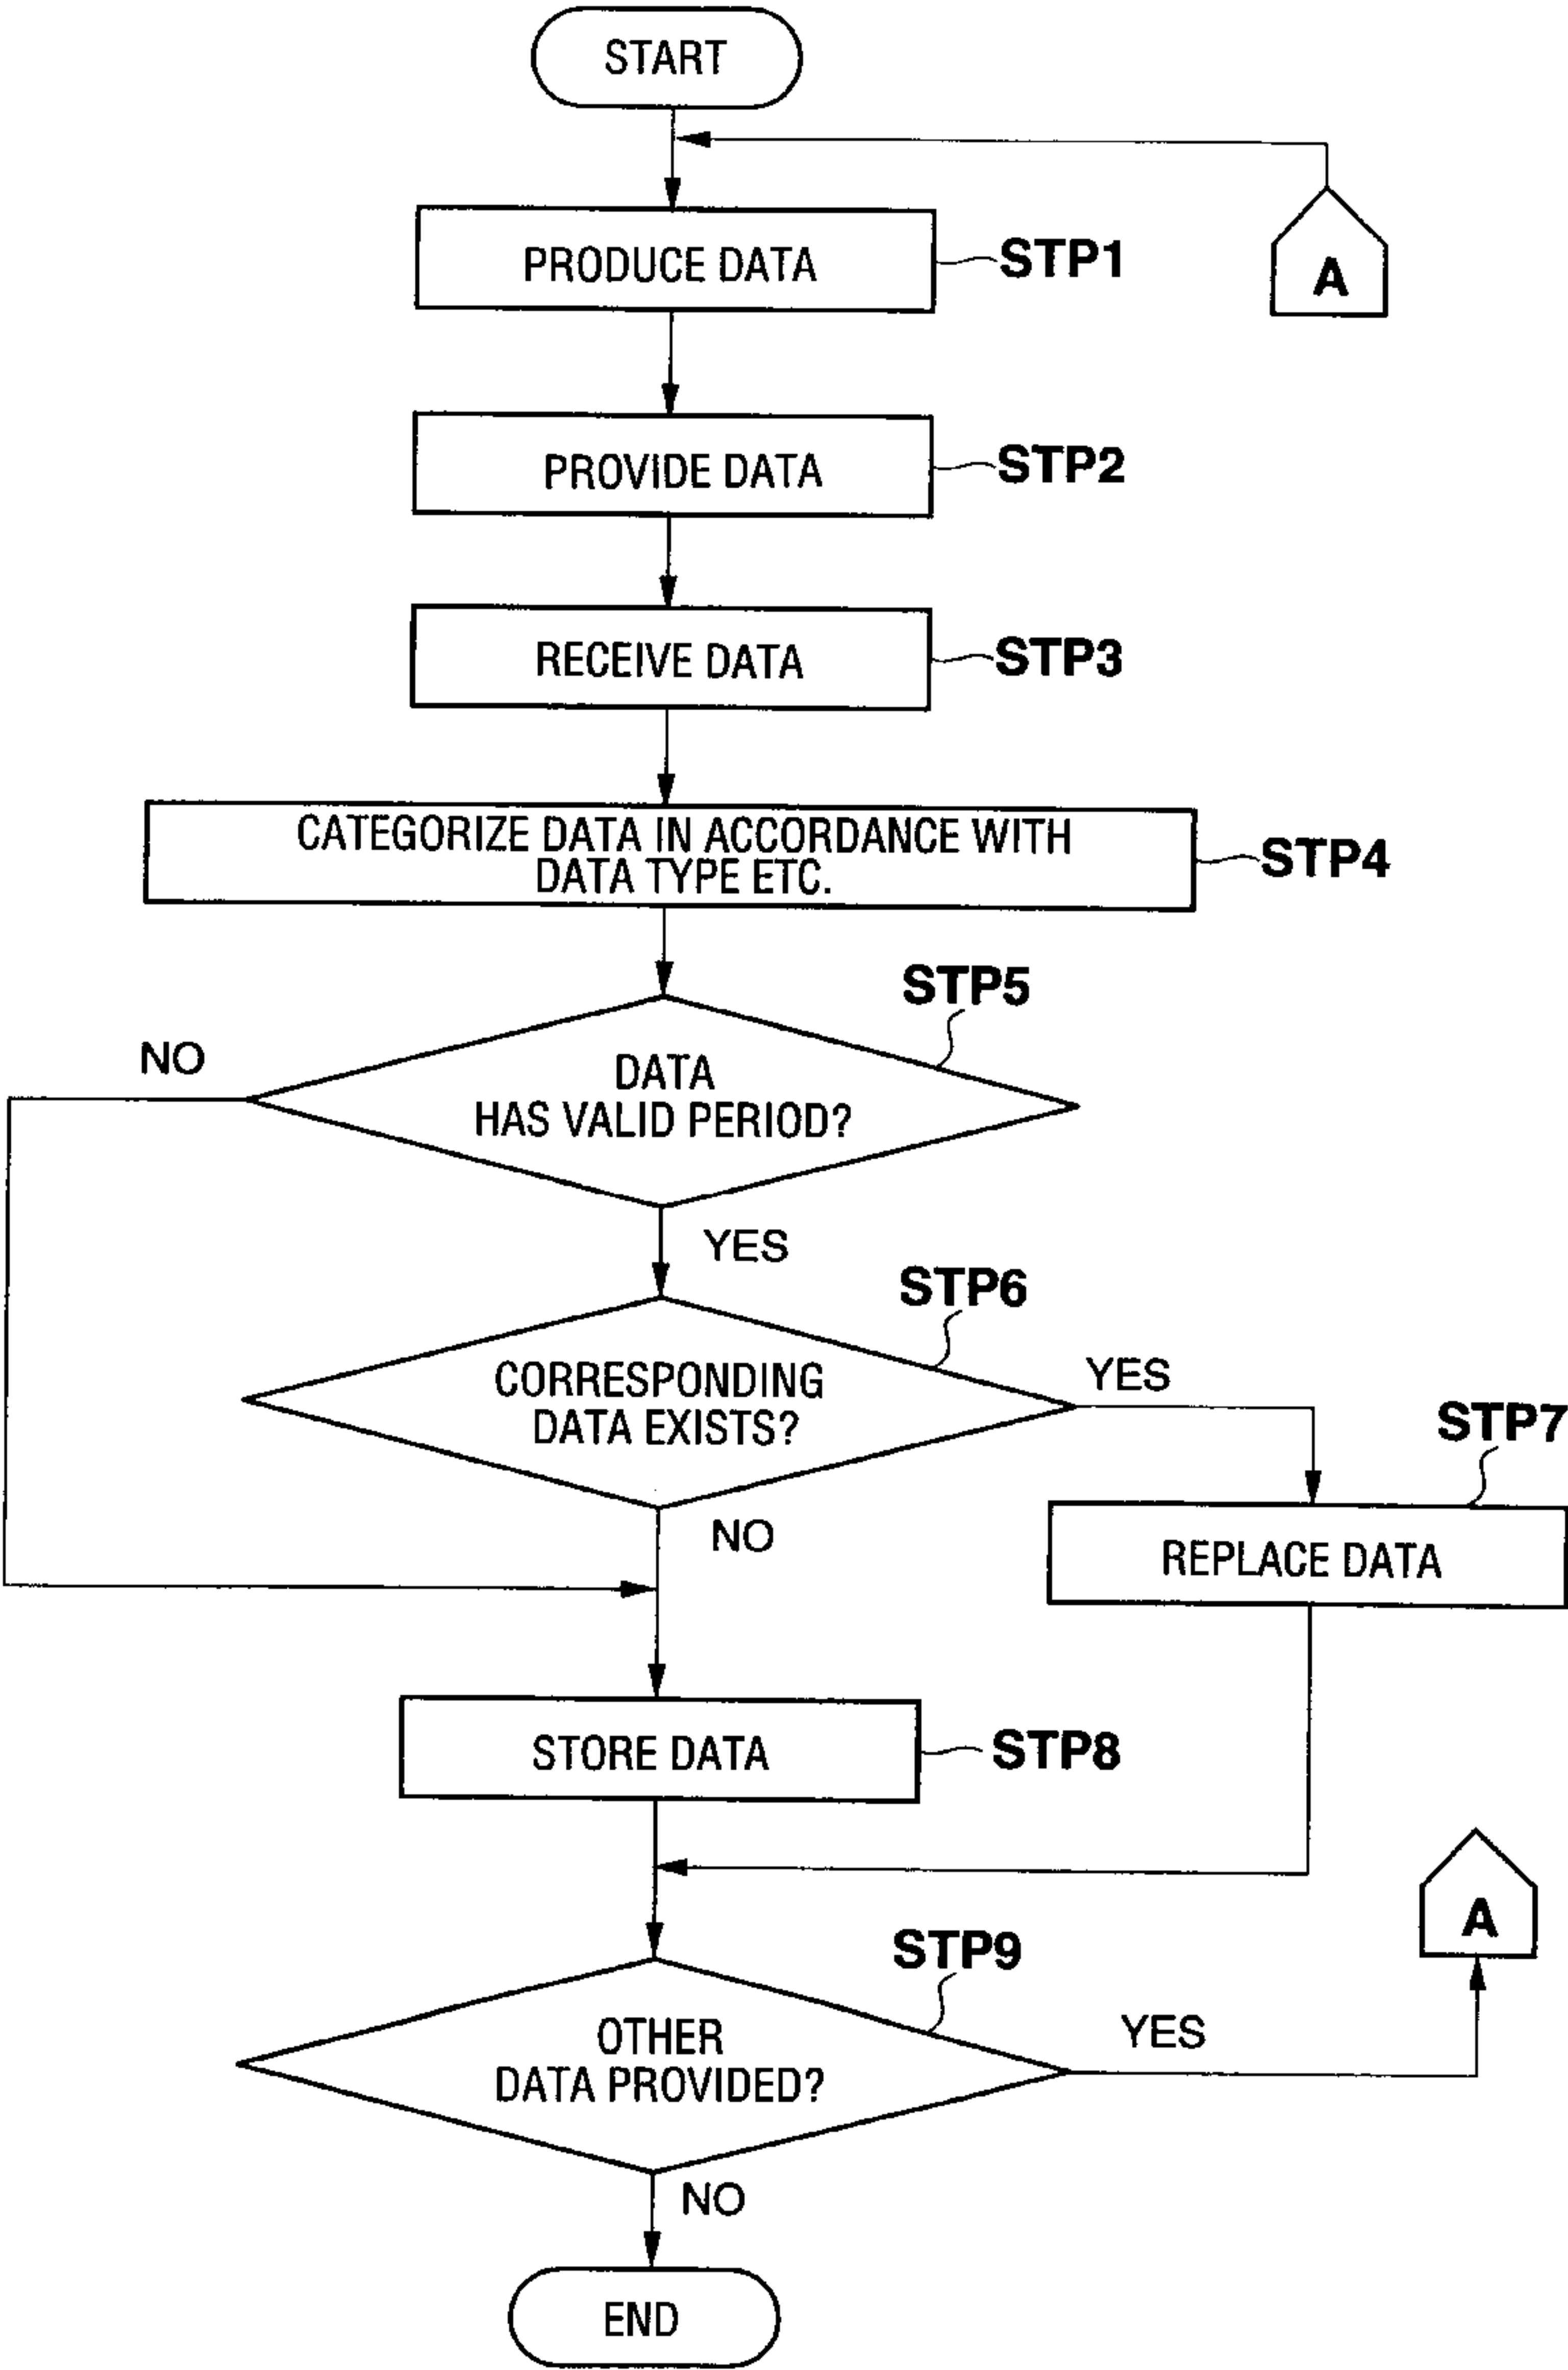 START
PRODUCE DATA
STP1
A
PROVIDE DATA
STP2
RECEIVE DATA
STP3
CATEGORIZE DATA IN ACCORDANCE WITH
DATA TYPE ETC.
STP4
STP5
NO
DATA
HAS VALID PERIOD?
YES
STP6
CORRESPONDING
DATA EXISTS?
YES
STP7
NO
REPLACE DATA
STORE DATA
STP8
A
STP9
OTHER
DATA PROVIDED?
YES
NO
END